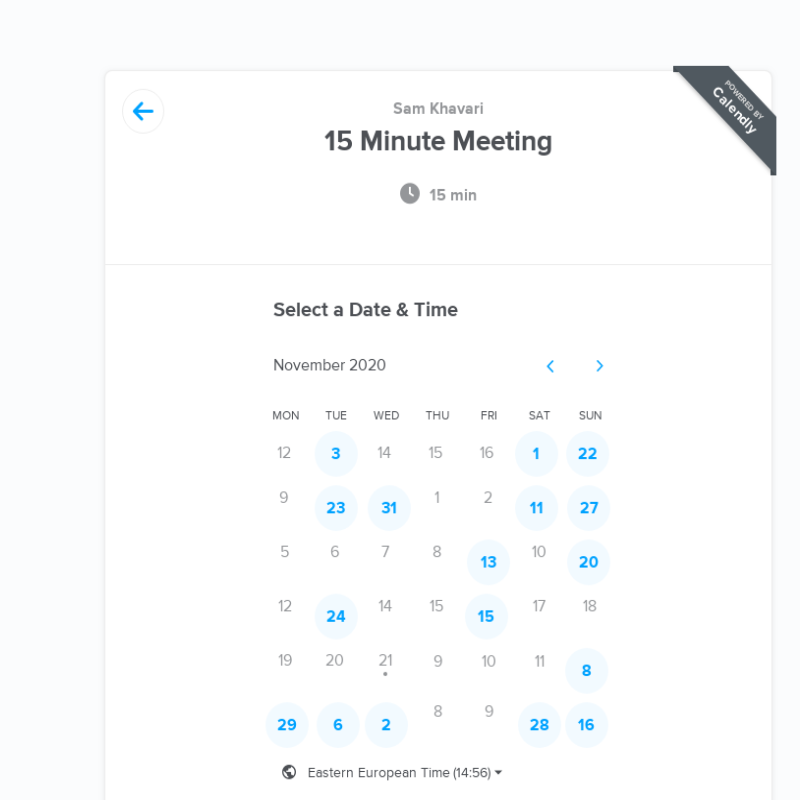 POWERED BY
Calendly
Sam Khavari
15 Minute Meeting
15 min
Select a Date & Time
November 2020
MON TUE WED THU FRI SAT SUN
12 3 14 15 16 1 22
9 23 31 1 2 11 27
5 6 7 8 13 10 20
12 24 14 15 15 17 18
19 20 21 9 10 11 8
29 6 2 8 9 28 16
Eastern European Time (14:56)